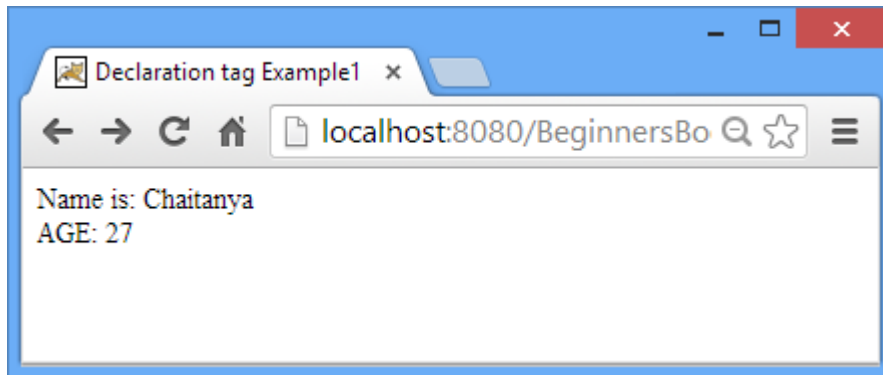 Declaration tag Example1
localhost:8080/BeginnersBo
Name is: Chaitanya
AGE: 27